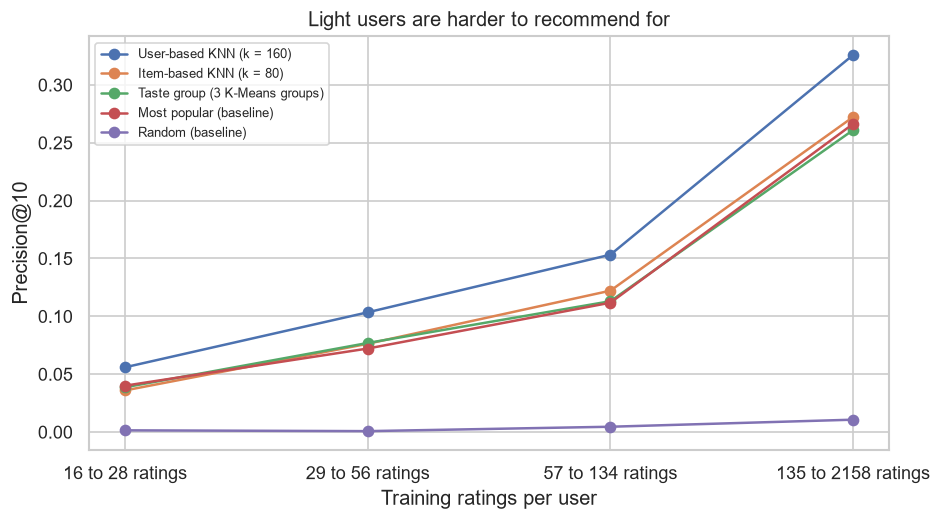 Light users are harder to recommend for
User-based KNN (k = 160)
Item-based KNN (k = 80)
Taste group (3 K-Means groups)
Most popular (baseline)
Random (baseline)
Precision@10
0.30
0.25
0.20
0.15
0.10
0.05
0.00
16 to 28 ratings
29 to 56 ratings
57 to 134 ratings
135 to 2158 ratings
Training ratings per user